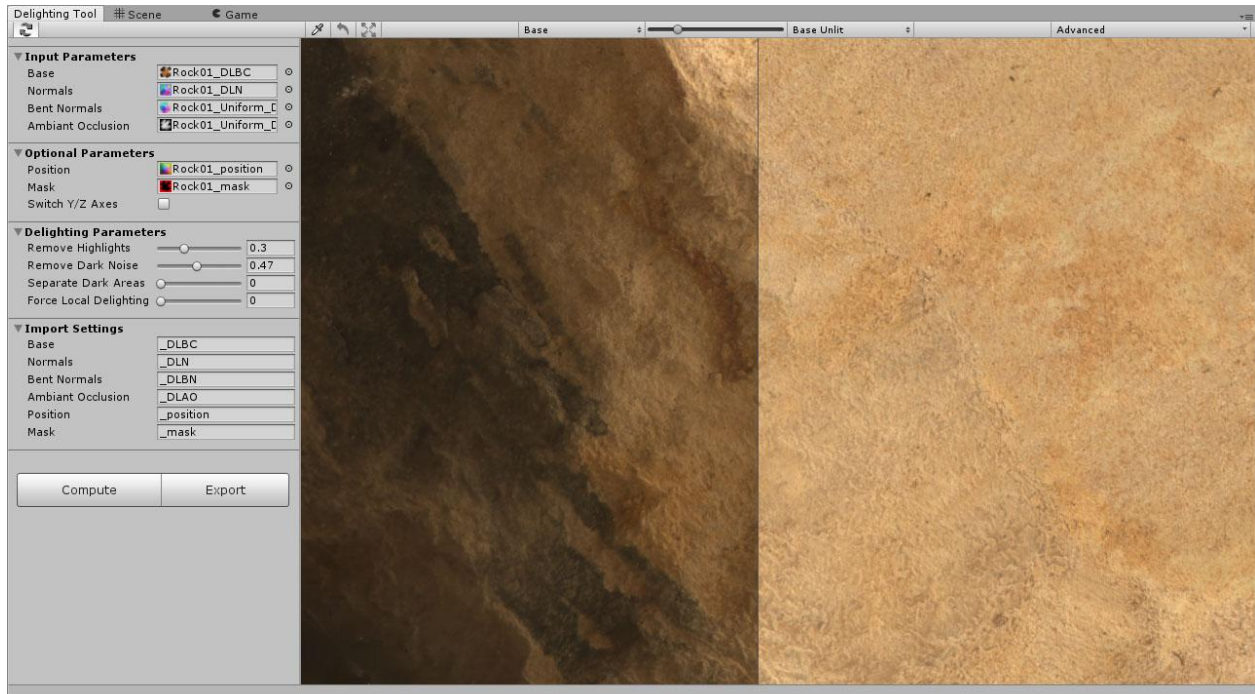 Delighting Tool Scene Game
Base Base Unlit Advanced
Input Parameters
Base Rock01_DLBC
Normals Rock01_DLN
Bent Normals Rock01_Uniform_D
Ambiant Occlusion Rock01_Uniform_D
Optional Parameters
Position Rock01_position
Mask Rock01_mask
Switch Y/Z Axes
Delighting Parameters
Remove Highlights 0.3
Remove Dark Noise 0.47
Separate Dark Areas 0
Force Local Delighting 0
Import Settings
Base _DLBC
Normals _DLN
Bent Normals _DLBN
Ambiant Occlusion _DLAO
Position _position
Mask _mask
Compute Export